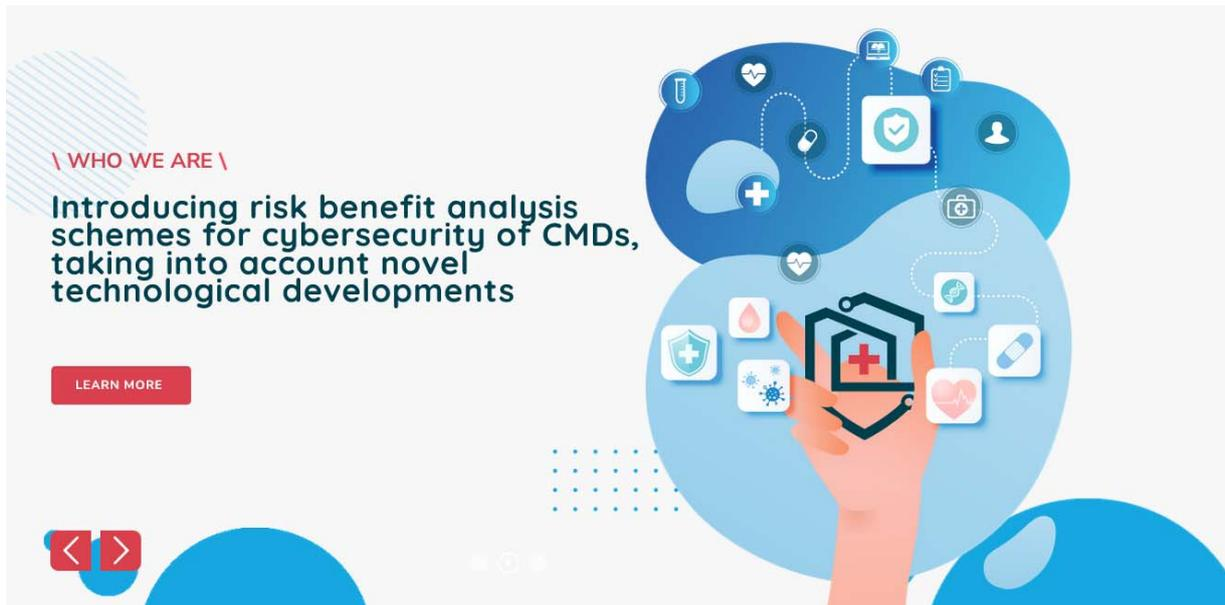 \ WHO WE ARE \
Introducing risk benefit analysis
schemes for cybersecurity of CMDs,
taking into account novel
technological developments
LEARN MORE